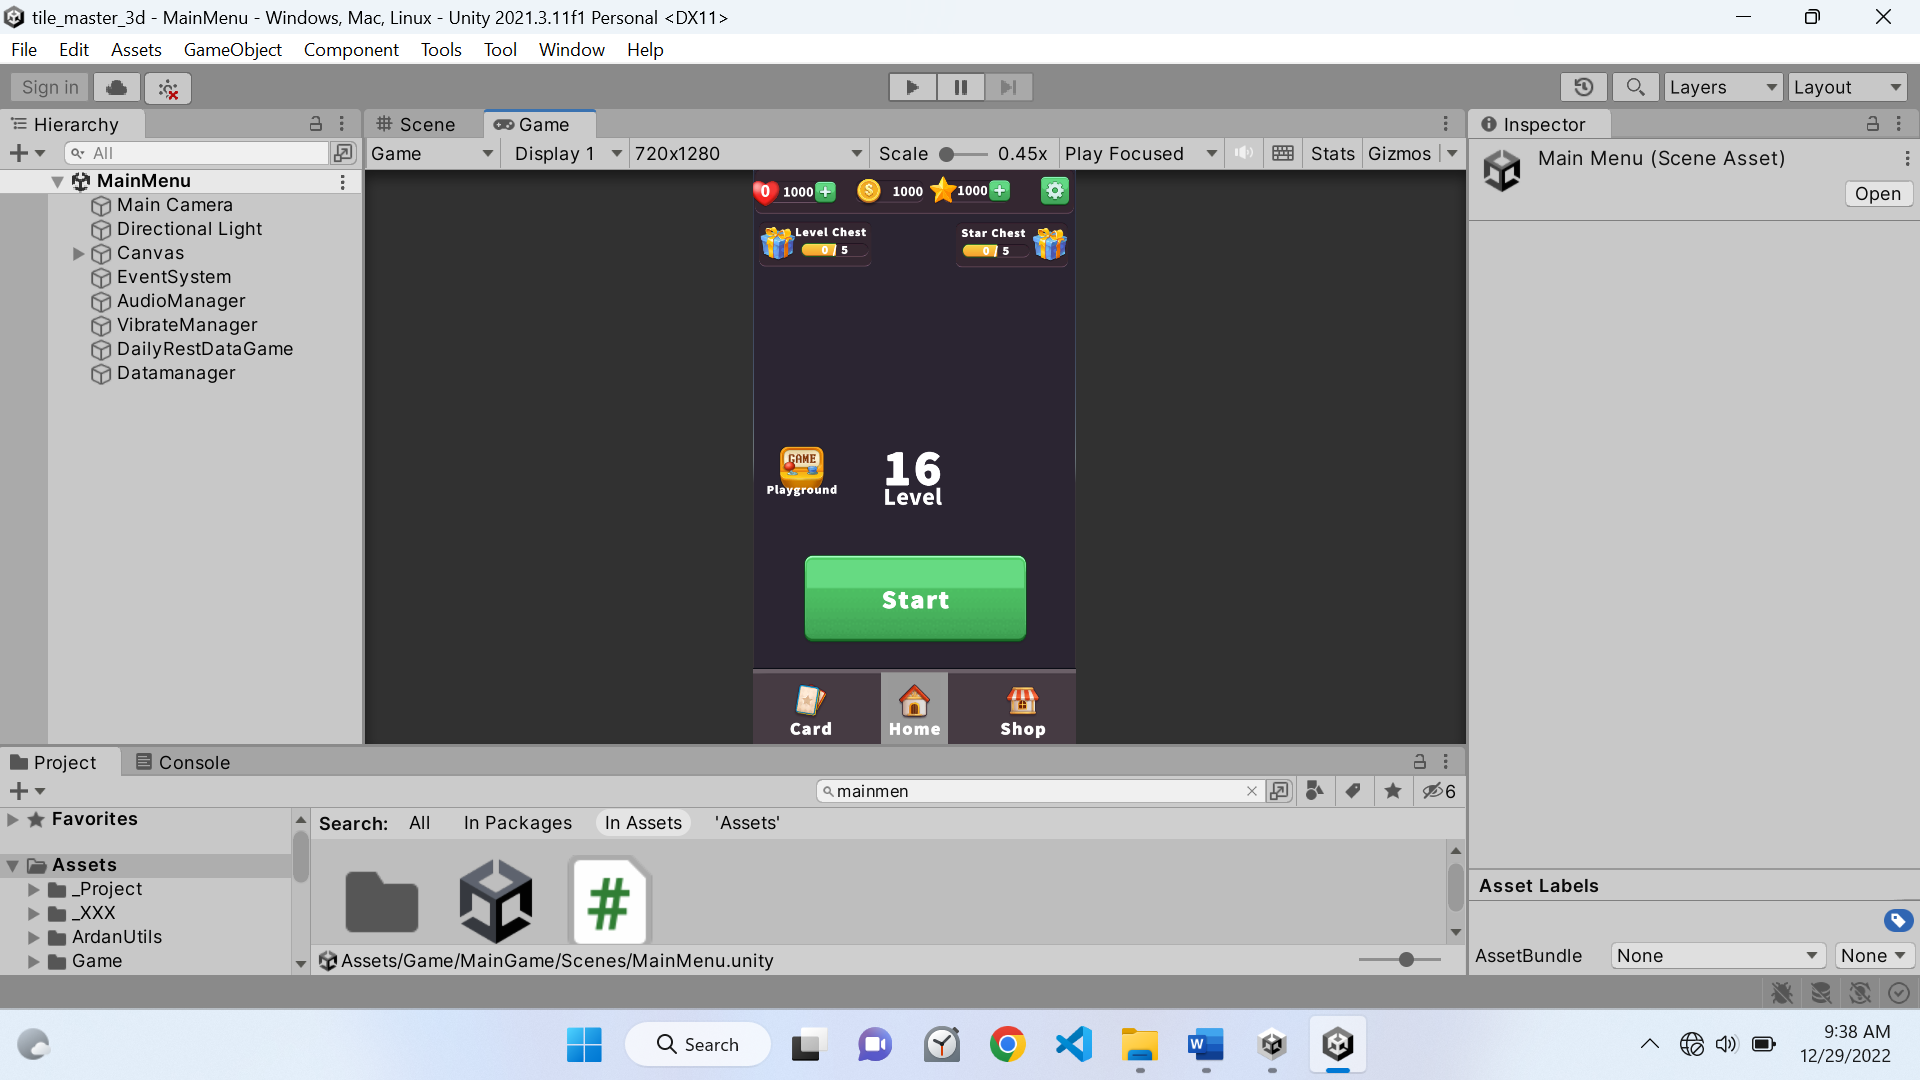 tile_master_3d - MainMenu - Windows, Mac, Linux - Unity 2021.3.11f1 Personal <DX11>
File Edit Assets GameObject Component Tools Tool Window Help
Sign in Layers Layout
Hierarchy Scene Game Inspector
All Game Display 1 720x1280 Scale 0.45x Play Focused Stats Gizmos
Main Menu (Scene Asset)
Open
MainMenu
Main Camera
Directional Light
Canvas
EventSystem
AudioManager
VibrateManager
DailyRestDataGame
Datamanager
0 1000 + $ 1000 1000 +
Level Chest
0 5
Star Chest
0 5
GAME
Playground
16
Level
Start
Card Home Shop
Project Console
mainmen
6
Favorites
Search: All In Packages In Assets 'Assets'
Assets
_Project
_XXX
ArdanUtils
Game
#
Assets/Game/MainGame/Scenes/MainMenu.unity
Asset Labels
AssetBundle None None
Search
W
9:38 AM
12/29/2022